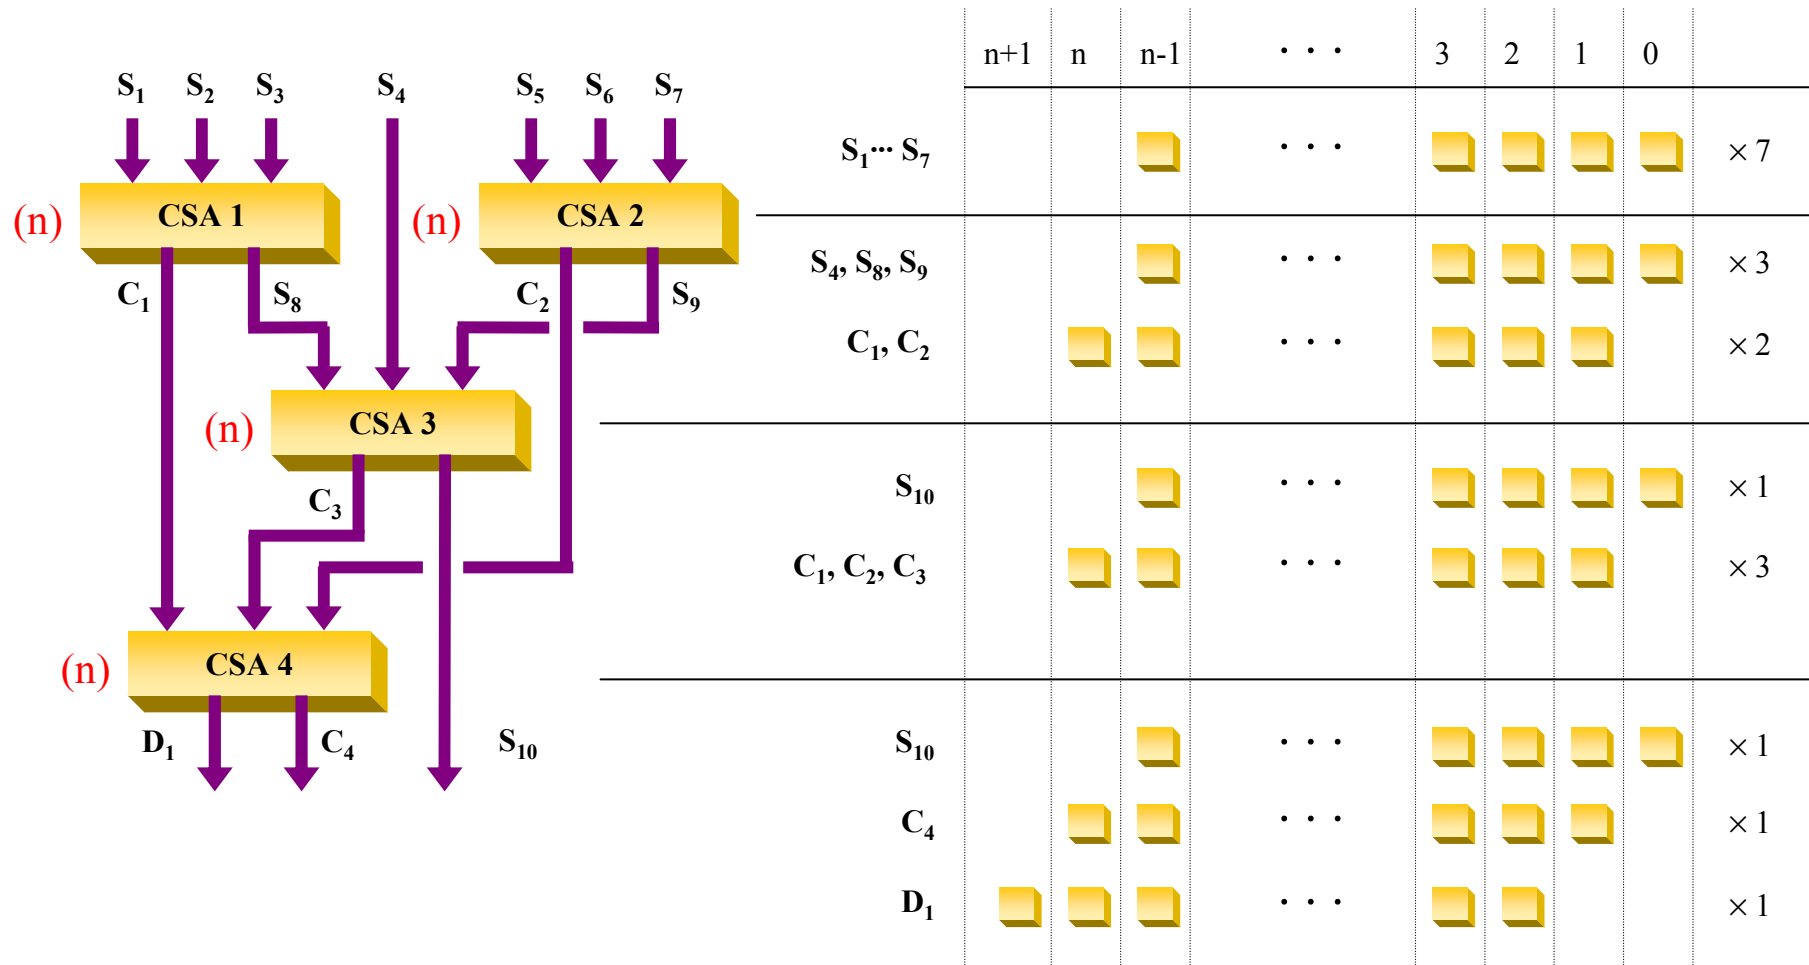 S1 S2 S3 S4 S5 S6 S7
(n) CSA 1 (n) CSA 2
C1 S8 C2 S9
(n) CSA 3
C3
(n) CSA 4
D1 C4 S10
n+1 n n-1 · · · 3 2 1 0
S1··· S7 · · · × 7
S4, S8, S9 · · · × 3
C1, C2 · · · × 2
S10 · · · × 1
C1, C2, C3 · · · × 3
S10 · · · × 1
C4 · · · × 1
D1 · · · × 1